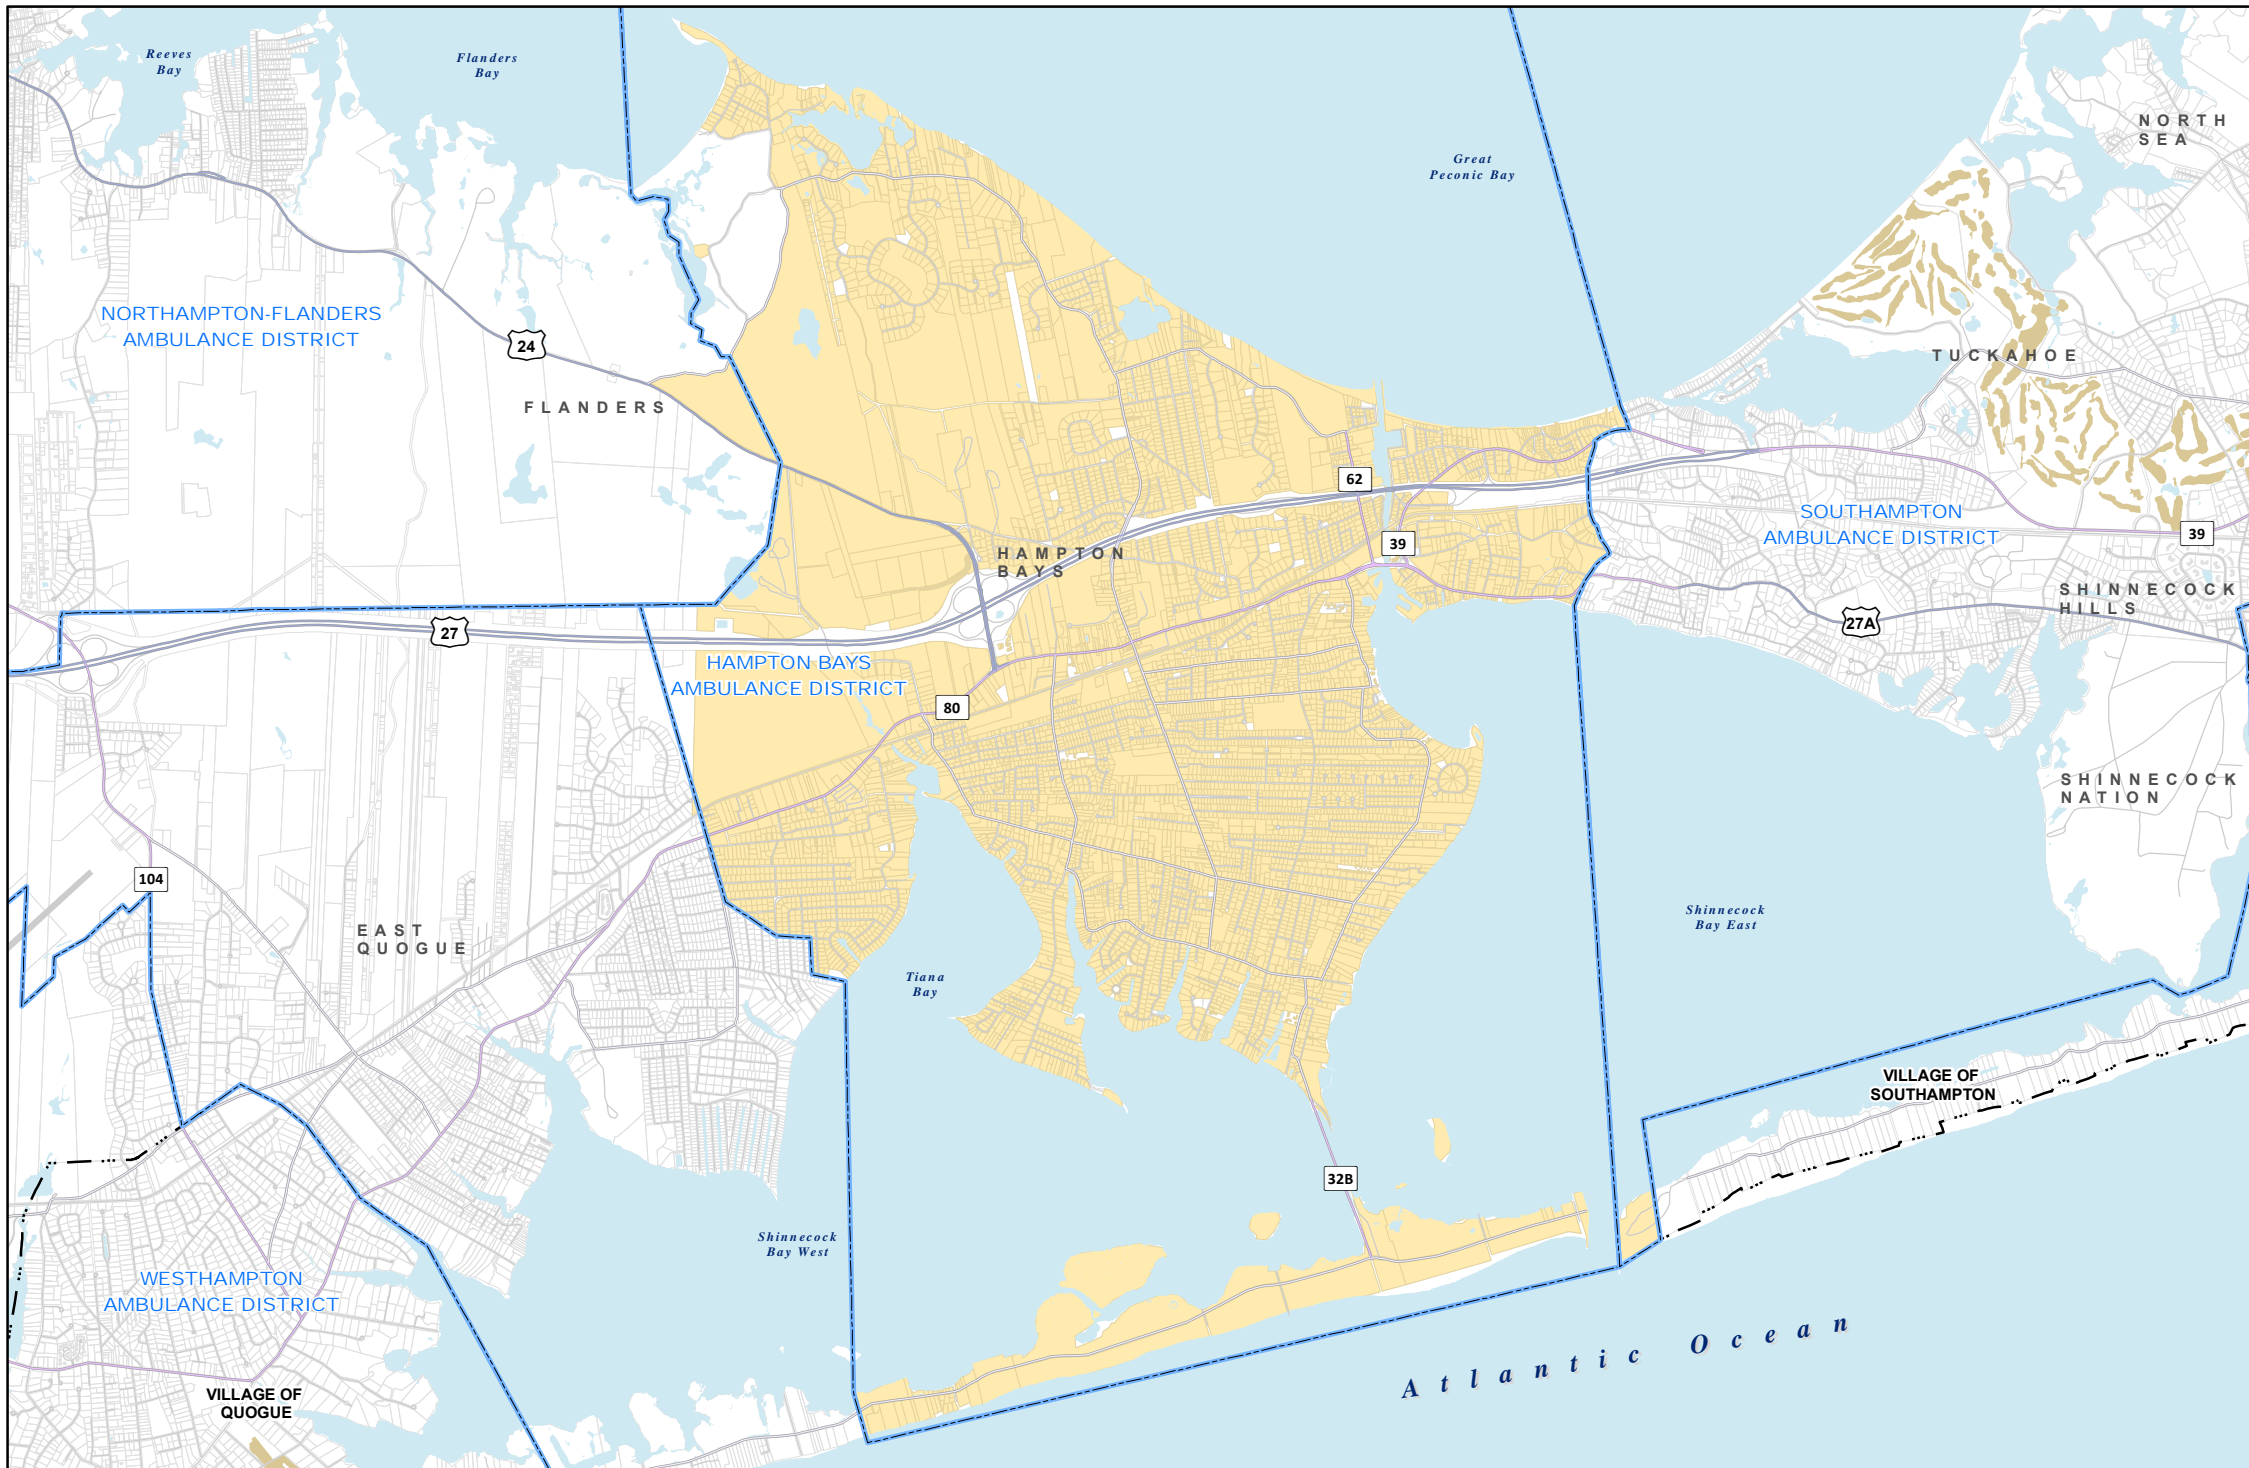 Reeves
Bay
Flanders
Bay
Great
Peconic Bay
NORTH
SEA
NORTHAMPTON-FLANDERS
AMBULANCE DISTRICT
24
FLANDERS
TUCKAHOE
62
39
SOUTHAMPTON
AMBULANCE DISTRICT
39
HAMPTON
BAYS
SHINNECOCK
HILLS
27
27A
HAMPTON BAYS
AMBULANCE DISTRICT
80
SHINNECOCK
NATION
104
EAST
QUOGUE
Shinnecock
Bay East
Tiana
Bay
VILLAGE OF
SOUTHAMPTON
32B
Shinnecock
Bay West
WESTHAMPTON
AMBULANCE DISTRICT
Atlantic Ocean
VILLAGE OF
QUOGUE